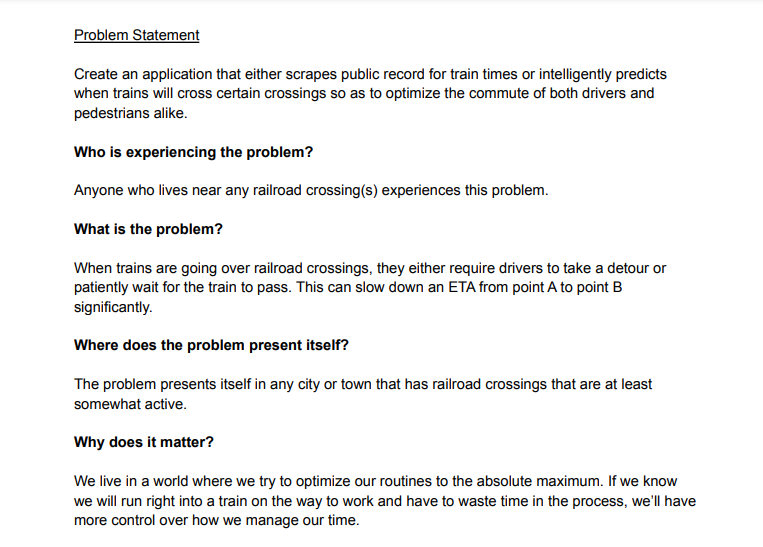 Problem Statement
Create an application that either scrapes public record for train times or intelligently predicts
when trains will cross certain crossings so as to optimize the commute of both drivers and
pedestrians alike.
Who is experiencing the problem?
Anyone who lives near any railroad crossing(s) experiences this problem.
What is the problem?
When trains are going over railroad crossings, they either require drivers to take a detour or
patiently wait for the train to pass. This can slow down an ETA from point A to point B
significantly.
Where does the problem present itself?
The problem presents itself in any city or town that has railroad crossings that are at least
somewhat active.
Why does it matter?
We live in a world where we try to optimize our routines to the absolute maximum. If we know
we will run right into a train on the way to work and have to waste time in the process, we’ll have
more control over how we manage our time.